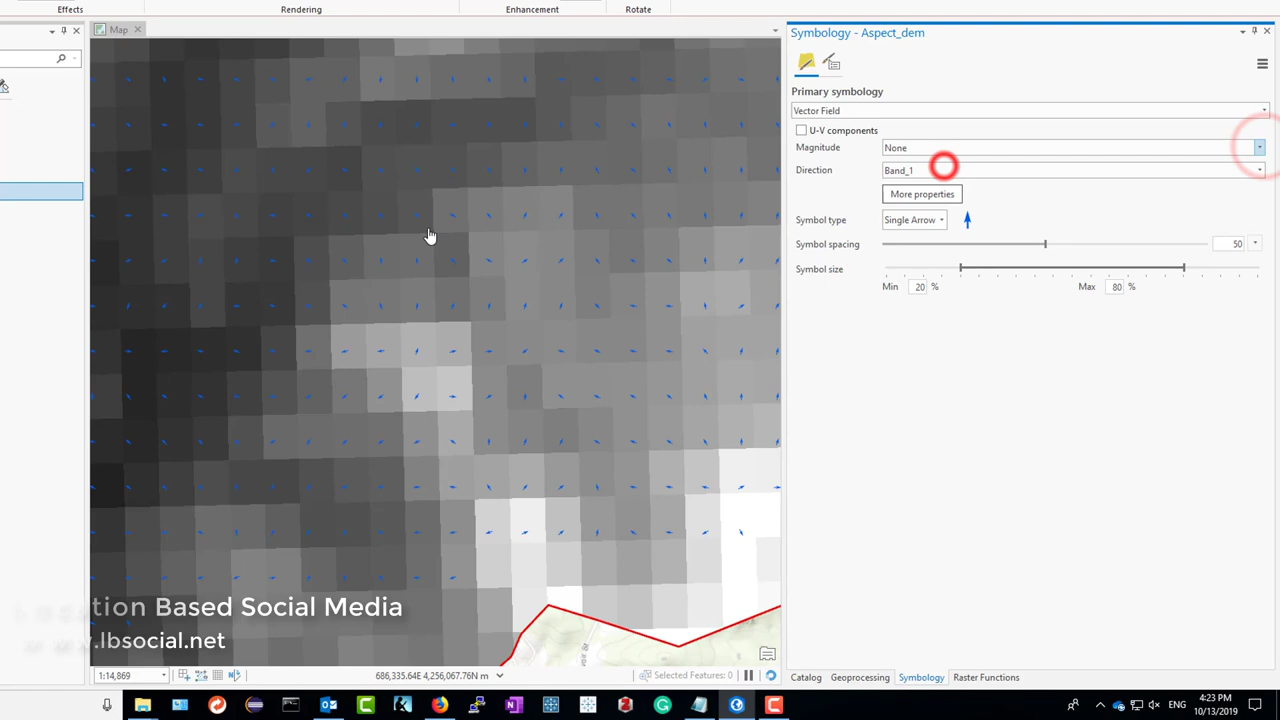 Effects
Rendering
Enhancement
Rotate
Map
Symbology - Aspect_dem
Primary symbology
Vector Field
U-V components
Magnitude
None
Direction
Band_1
More properties
Symbol type
Single Arrow
Symbol spacing
50
Symbol size
Min 20 %
Max 80 %
Location Based Social Media
www.lbsocial.net
1:14,869
686,335.64E 4,256,067.76N m
Selected Features: 0
Catalog
Geoprocessing
Symbology
Raster Functions
ENG
4:23 PM
10/13/2019